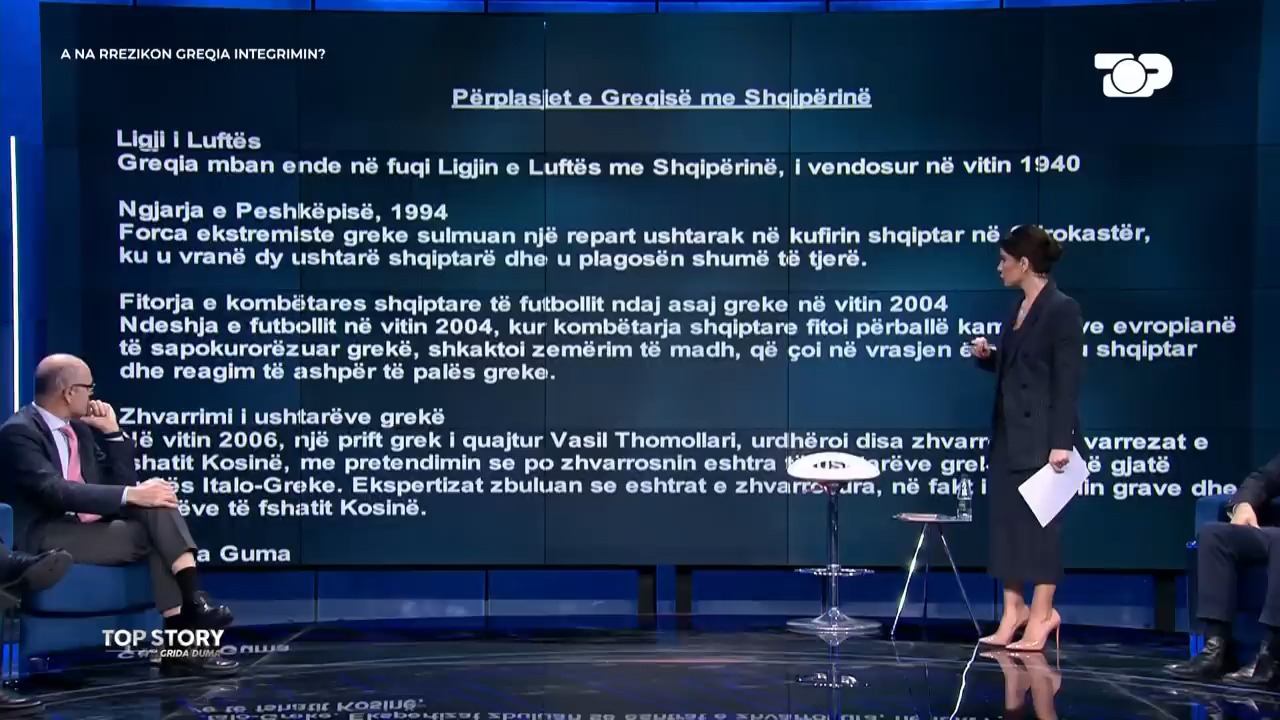 A NA RREZIKON GREQIA INTEGRIMIN?
TOP
Përplasjet e Greqisë me Shqipërinë
Ligji i Luftës
Greqia mban ende në fuqi Ligjin e Luftës me Shqipërinë, i vendosur në vitin 1940
Ngjarja e Peshkëpisë, 1994
Forca ekstremiste greke sulmuan një repart ushtarak në kufirin shqiptar në
ku u vranë dy ushtarë shqiptarë dhe u plagosën shumë të tjerë.
Fitorja e kombëtares shqiptare të futbollit ndaj asaj greke në vitin 2004
Ndeshja e futbollit në vitin 2004, kur kombëtarja shqiptare fitoi përballë evropianë
të sapokurorëzuar grekë, shkaktoi zemërim të madh, që çoi në vrasjen shqiptar
dhe reagim të ashpër të palës greke.
Zhvarrimi i ushtarëve grekë
vitin 2006, një prift grek i quajtur Vasil Thomollari, urdhëroi disa varrezat e
fshatit Kosinë, me pretendimin se po zhvarrosnin eshtra gjatë
Italo-Greke. Ekspertizat zbuluan se eshtrat e në fakt grave dhe
të fshatit Kosinë.
Guma
TOP STORY
GRIDA DUMA